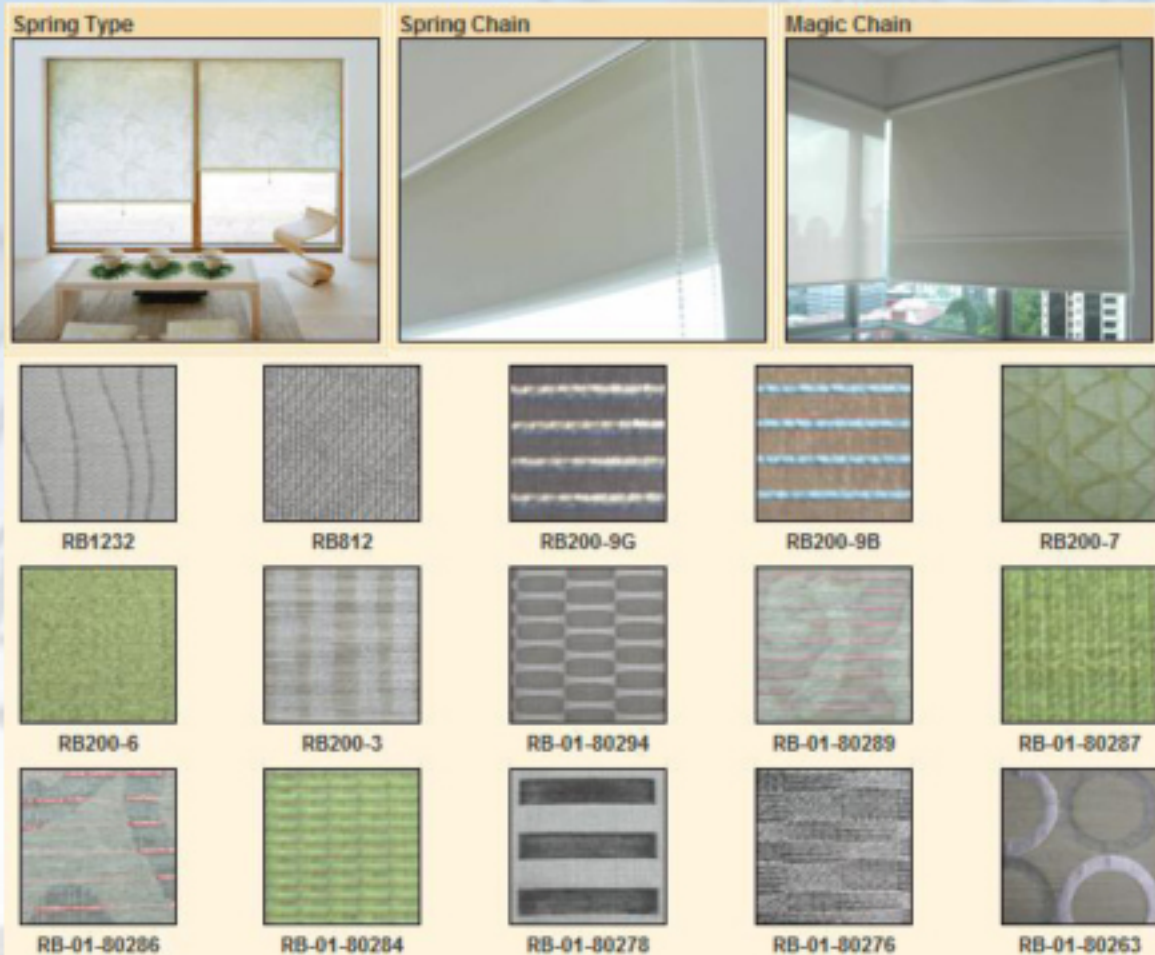 Spring Type
Spring Chain
Magic Chain
RB1232
RB812
RB200-9G
RB200-9B
RB200-7
RB200-6
RB200-3
RB-01-80294
RB-01-80289
RB-01-80287
RB-01-80286
RB-01-80284
RB-01-80278
RB-01-80276
RB-01-80263